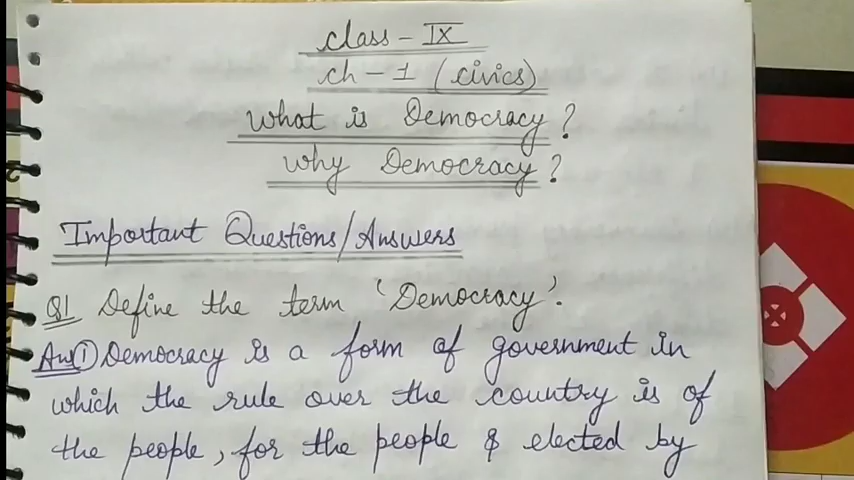 Class - IX
Ch - 1 (Civics)
What is Democracy?
Why Democracy?
Important Questions/Answers
Q1 Define the term 'Democracy'.
Ans① Democracy is a form of government in
which the rule over the country is of
the people, for the people & elected by